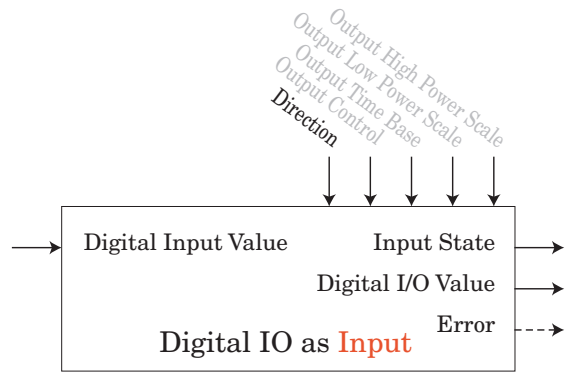 Output High Power Scale
Output Low Power Scale
Output Time Base
Output Control
Direction
Digital Input Value
Input State
Digital I/O Value
Error
Digital IO as Input